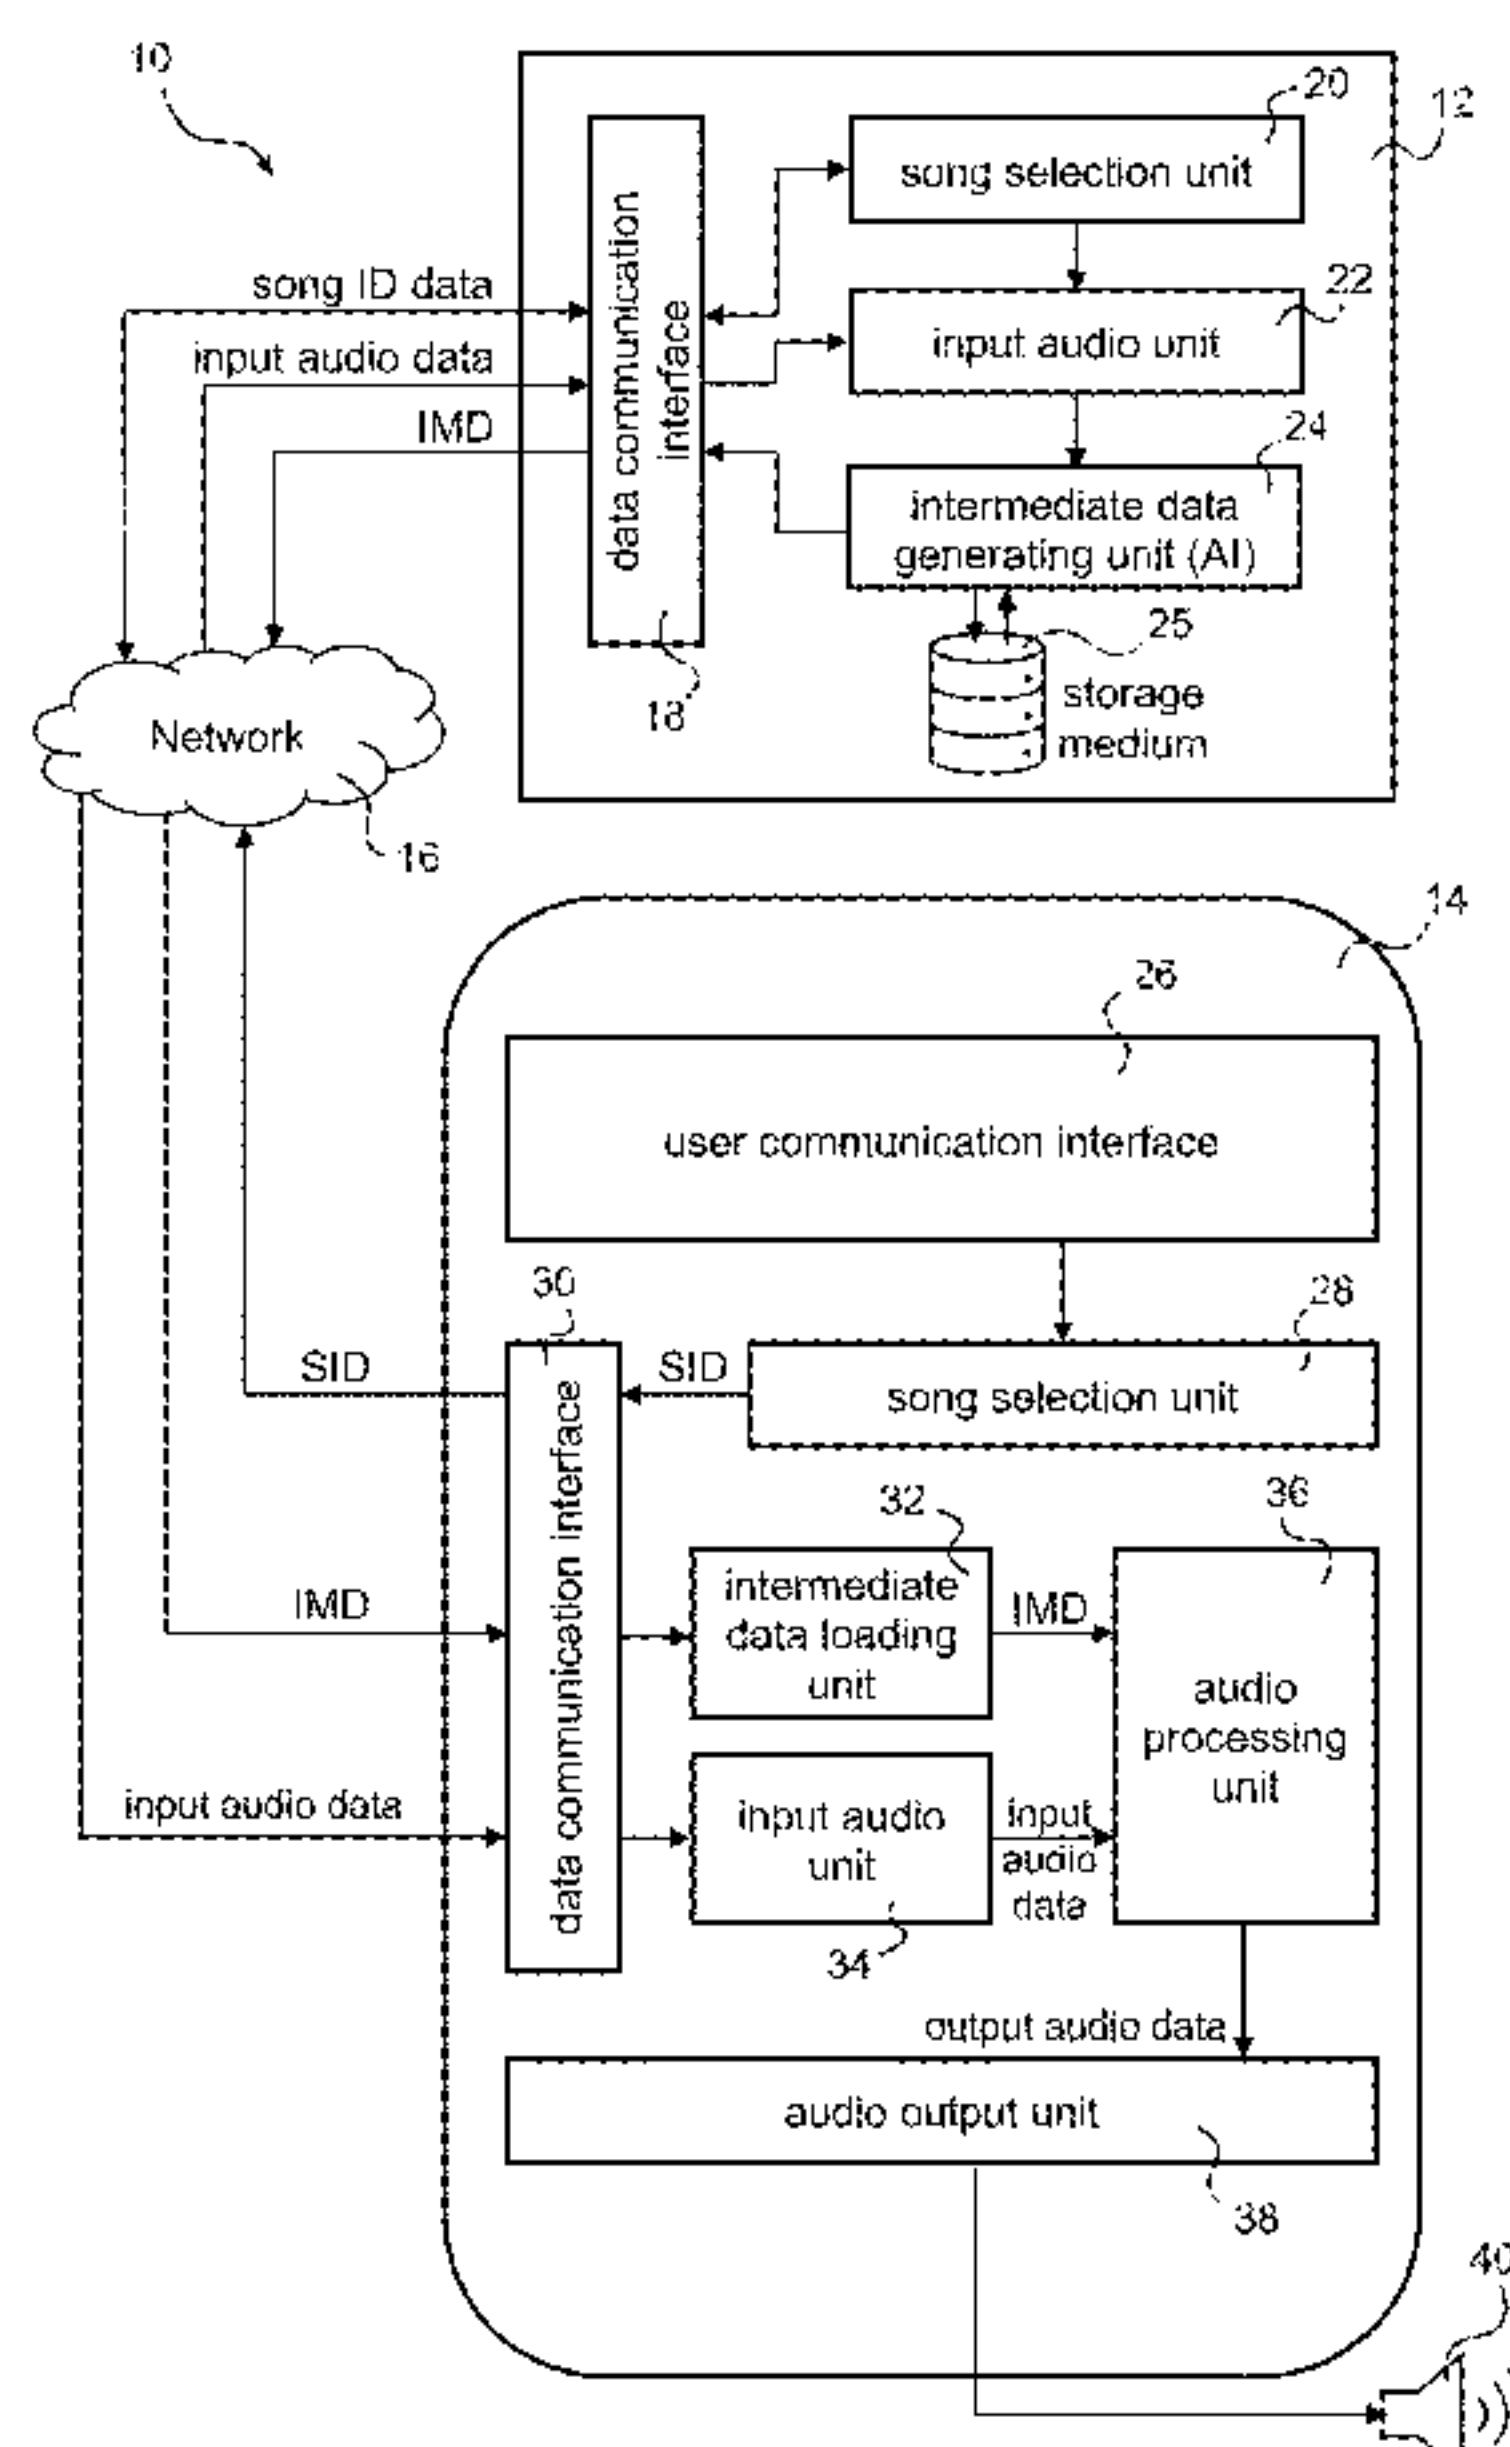 10
20
12
song selection unit
song ID data
22
input audio data
input audio unit
IMD
data communication
interface
24
intermediate data
generating unit (AI)
25
storage
medium
18
Network
16
14
26
user communication interface
30
28
SID
SID
song selection unit
data communication interface
32
36
intermediate
data loading
unit
IMD
IMD
audio
processing
unit
input audio data
input audio
unit
input
audio
data
34
output audio data
audio output unit
38
40